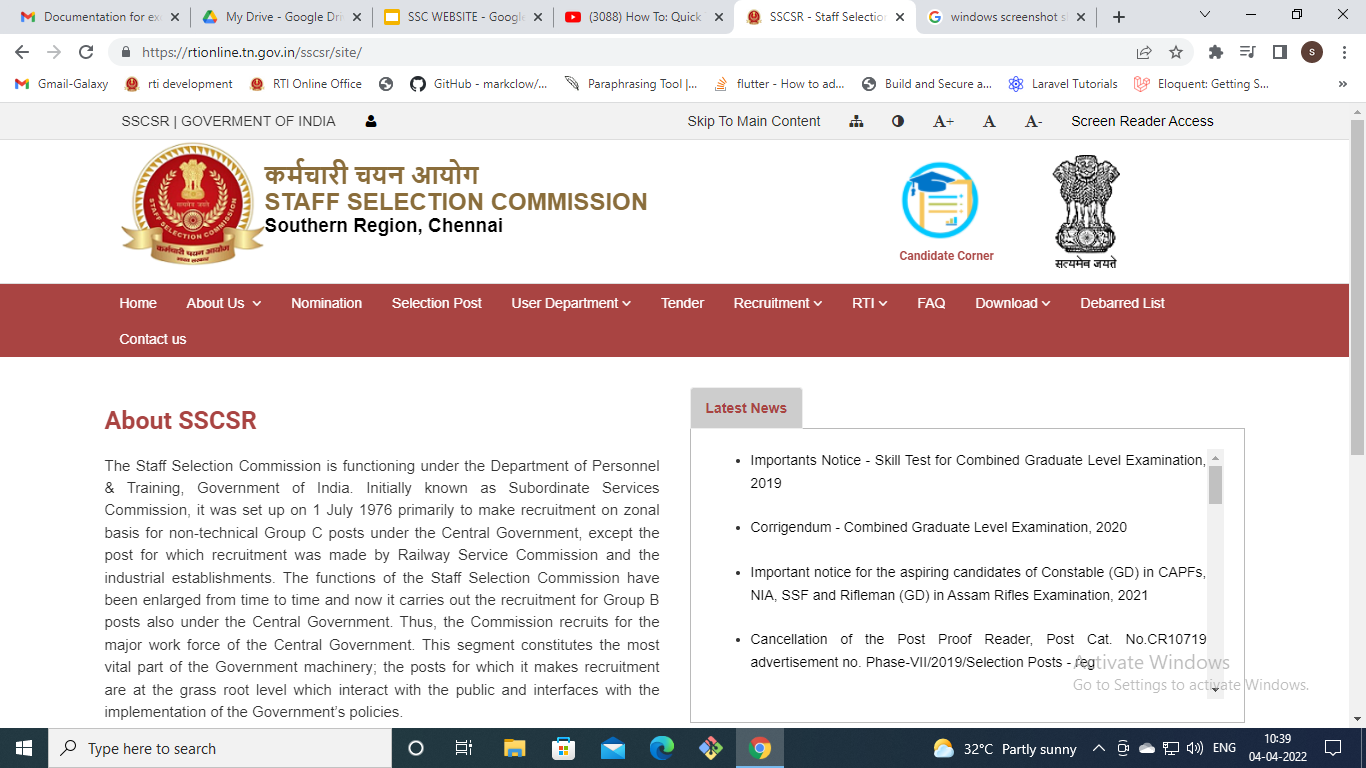 Documentation for ex
My Drive - Google Dri
SSC WEBSITE - Google
(3088) How To: Quick
SSCSR - Staff Selection
windows screenshot s
https://rtionline.tn.gov.in/sscsr/site/
S
Gmail-Galaxy
rti development
RTI Online Office
GitHub - markclow/...
Paraphrasing Tool |...
flutter - How to ad...
Build and Secure a...
Laravel Tutorials
Eloquent: Getting S...
»
SSCSR | GOVERMENT OF INDIA
Skip To Main Content
A+
A
A-
Screen Reader Access
कर्मचारी चयन आयोग
STAFF SELECTION COMMISSION
Southern Region, Chennai
STAFF SELECTION COMMISSION
कर्मचारी चयन आयोग
भारत सरकार
Candidate Corner
सत्यमेव जयते
Home About Us Nomination Selection Post User Department Tender Recruitment RTI FAQ Download Debarred List
Contact us
About SSCSR
The Staff Selection Commission is functioning under the Department of Personnel
& Training, Government of India. Initially known as Subordinate Services
Commission, it was set up on 1 July 1976 primarily to make recruitment on zonal
basis for non-technical Group C posts under the Central Government, except the
post for which recruitment was made by Railway Service Commission and the
industrial establishments. The functions of the Staff Selection Commission have
been enlarged from time to time and now it carries out the recruitment for Group B
posts also under the Central Government. Thus, the Commission recruits for the
major work force of the Central Government. This segment constitutes the most
vital part of the Government machinery; the posts for which it makes recruitment
are at the grass root level which interact with the public and interfaces with the
implementation of the Government's policies.
Latest News
• Importants Notice - Skill Test for Combined Graduate Level Examination,
2019
• Corrigendum - Combined Graduate Level Examination, 2020
• Important notice for the aspiring candidates of Constable (GD) in CAPFs,
NIA, SSF and Rifleman (GD) in Assam Rifles Examination, 2021
• Cancellation of the Post Proof Reader, Post Cat. No.CR10719
advertisement no. Phase-VII/2019/Selection Posts - reg
Activate Windows
Go to Settings to activate Windows.
Type here to search
32°C Partly sunny
ENG
10:39
04-04-2022